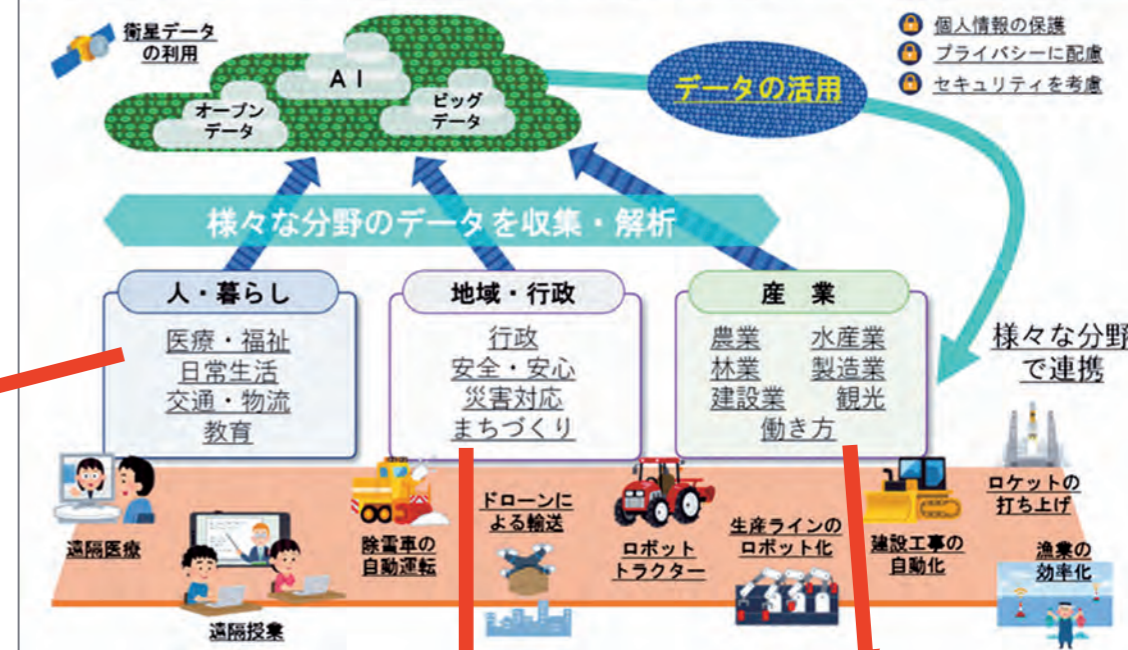 衛星データ
の利用
AI
オープン
データ
ビッグ
データ
データの活用
個人情報の保護
プライバシーに配慮
セキュリティを考慮
様々な分野のデータを収集・解析
人・暮らし
医療・福祉
日常生活
交通・物流
教育
地域・行政
行政
安全・安心
災害対応
まちづくり
産 業
農業 水産業
林業 製造業
建設業 観光
働き方
様々な分野
で連携
遠隔医療
遠隔授業
除雪車の
自動運転
ドローンに
よる輸送
ロボット
トラクター
生産ラインの
ロボット化
建設工事の
自動化
ロケットの
打ち上げ
漁業の
効率化